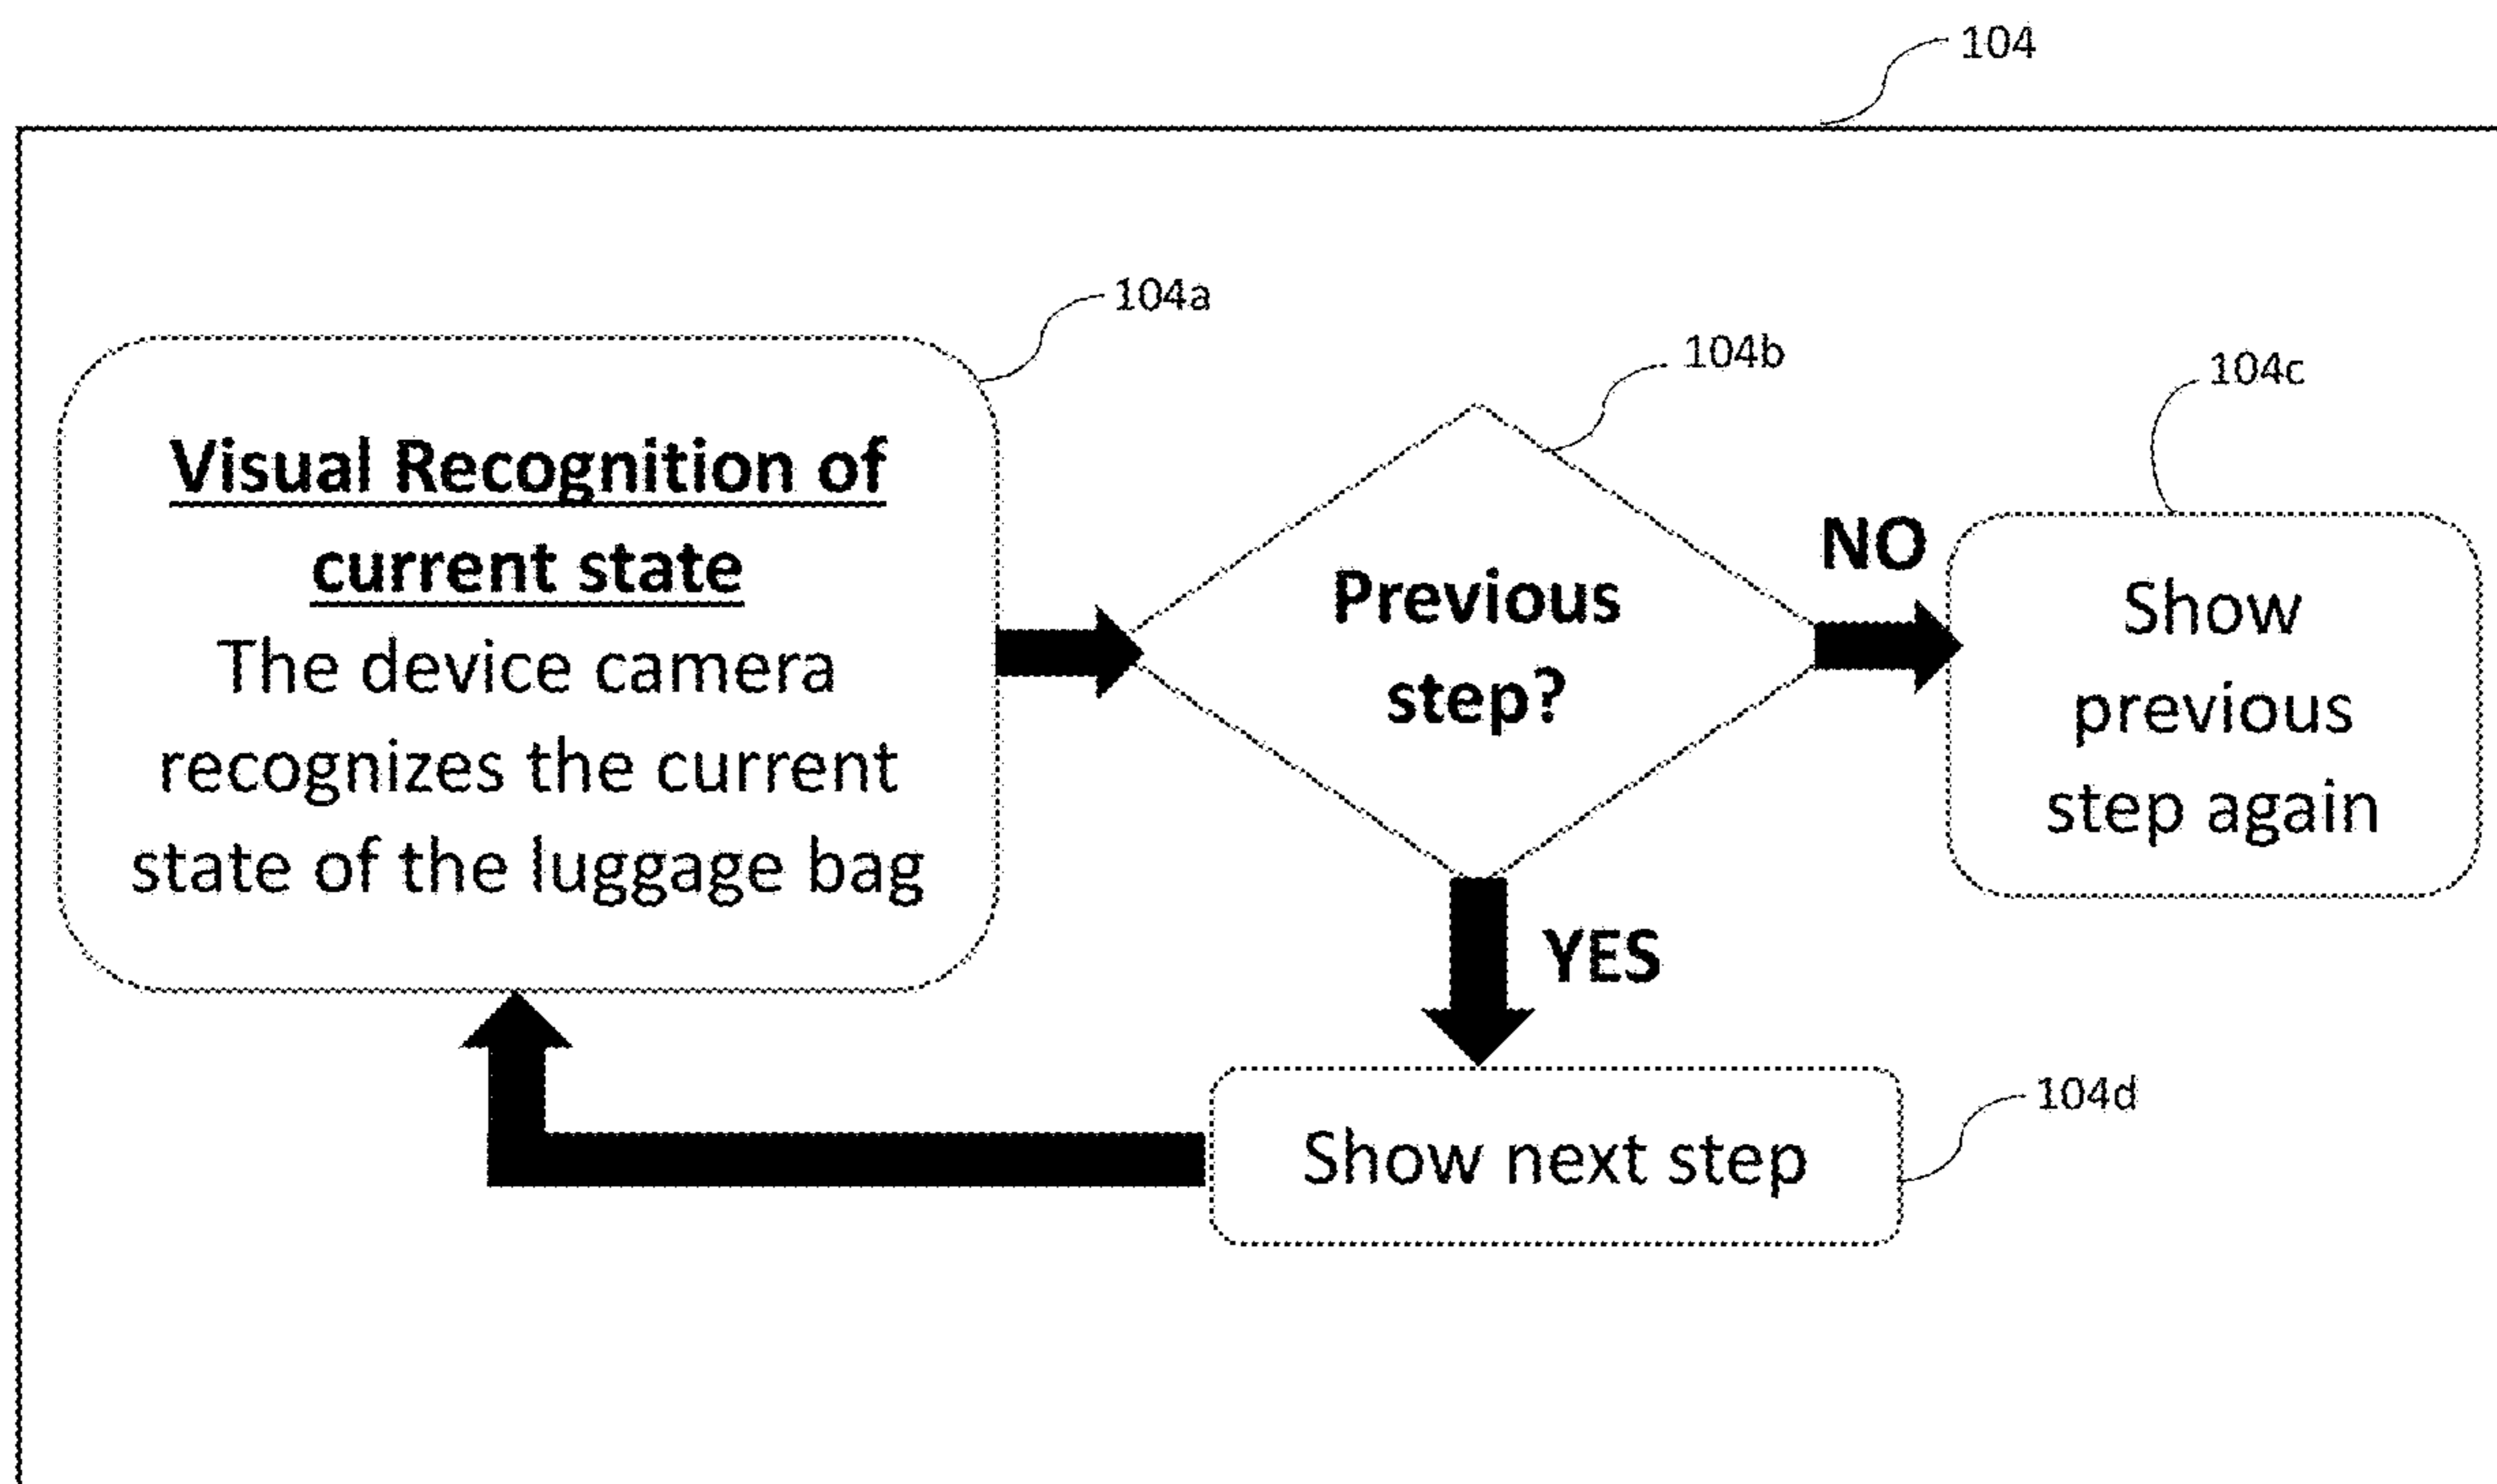 104
104a
Visual Recognition of
current state
The device camera
recognizes the current
state of the luggage bag
104b
Previous
step?
NO
104c
Show
previous
step again
YES
Show next step
104d